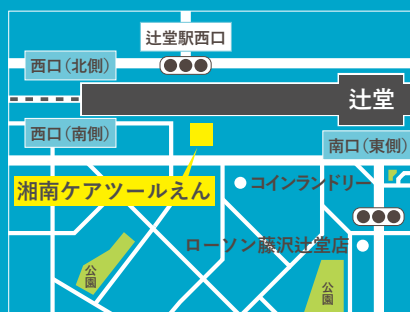 辻堂駅西口
西口(北側)
辻堂
西口(南側)
南口(東側)
湘南ケアツールえん
コインランドリー
ローソン藤沢辻堂店
公園
公園